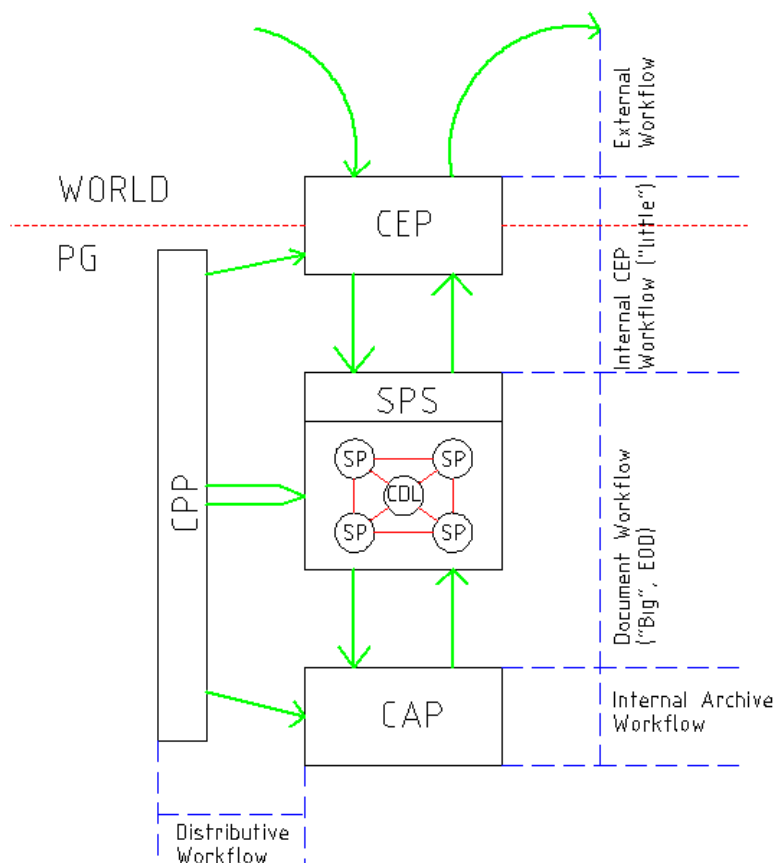 WORLD
PG
CEP
SPS
SP
SP
CDL
SP
SP
CPP
CAP
External
Workflow
Internal CEP
Workflow ("little")
Document Workflow
("Big", EOD)
Internal Archive
Workflow
Distributive
Workflow